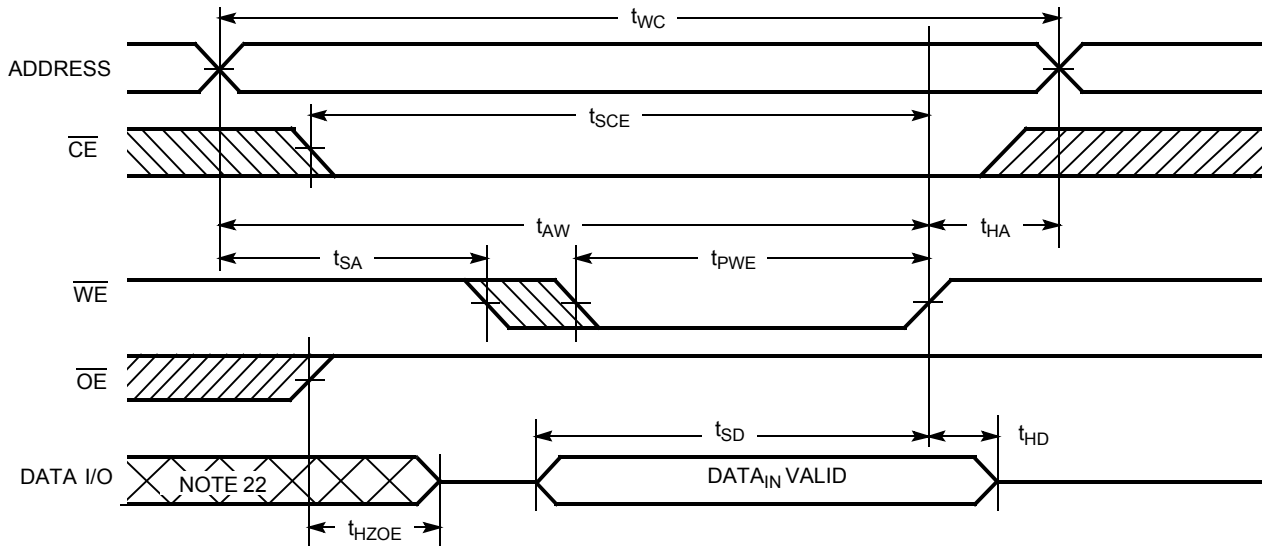 tWC
ADDRESS
tSCE
CE
tAW
tHA
tSA
tPWE
WE
OE
tSD
tHD
DATA I/O
NOTE 22
DATAIN VALID
tHZOE